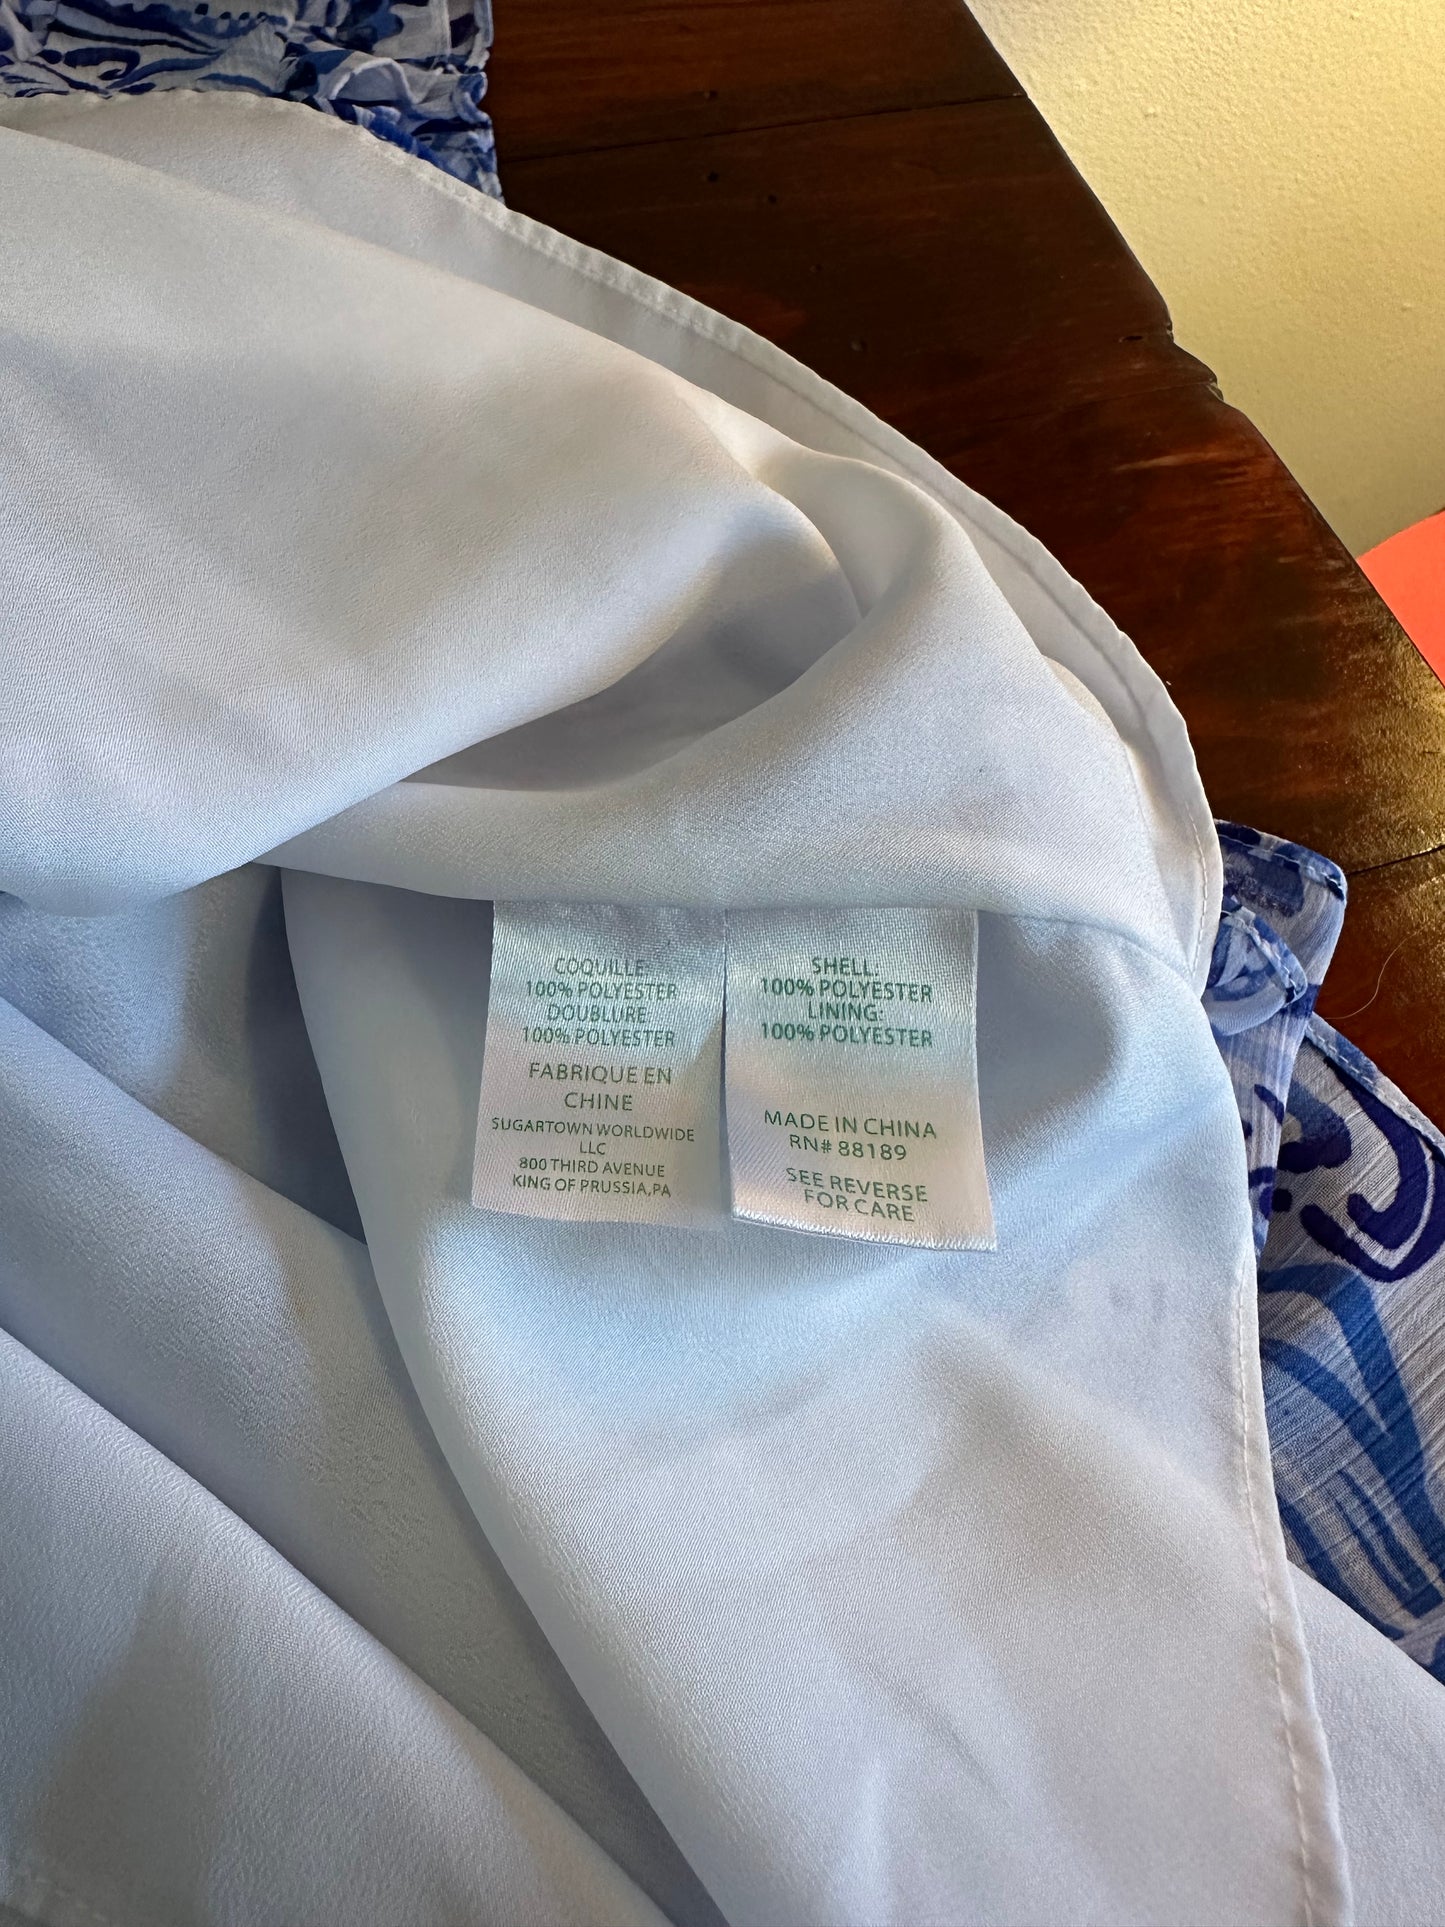 COQUILLE:
100% POLYESTER
DOUBLURE
100% POLYESTER
FABRIQUE EN
CHINE
SUGARTOWN WORLDWIDE
LLC
800 THIRD AVENUE
KING OF PRUSSIA,PA
SHELL:
100% POLYESTER
LINING:
100% POLYESTER
MADE IN CHINA
RN# 88189
SEE REVERSE
FOR CARE